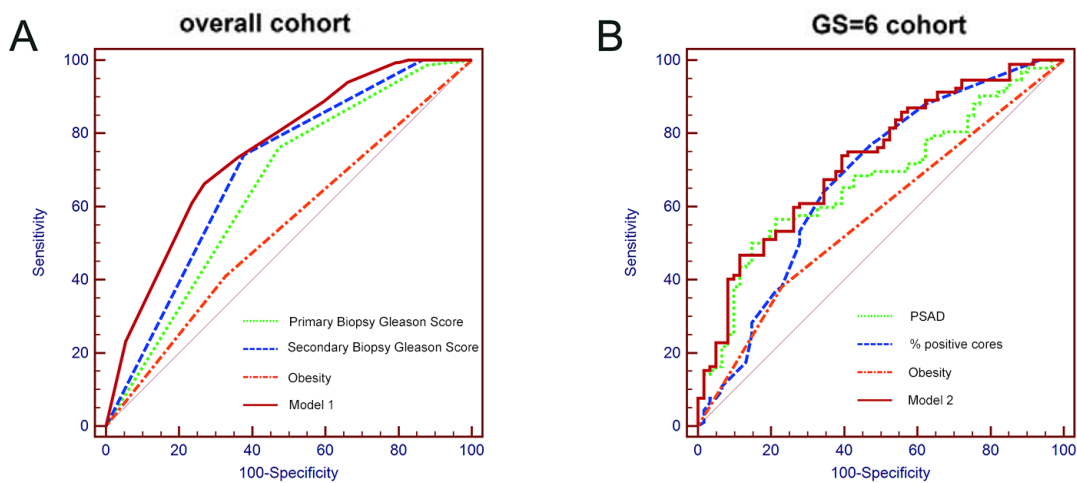 A
overall cohort
100
80
60
40
20
0
Sensitivity
Primary Biopsy Gleason Score
Secondary Biopsy Gleason Score
Obesity
Model 1
0 20 40 60 80 100
100-Specificity
B
GS=6 cohort
100
80
60
40
20
0
Sensitivity
PSAD
% positive cores
Obesity
Model 2
0 20 40 60 80 100
100-Specificity